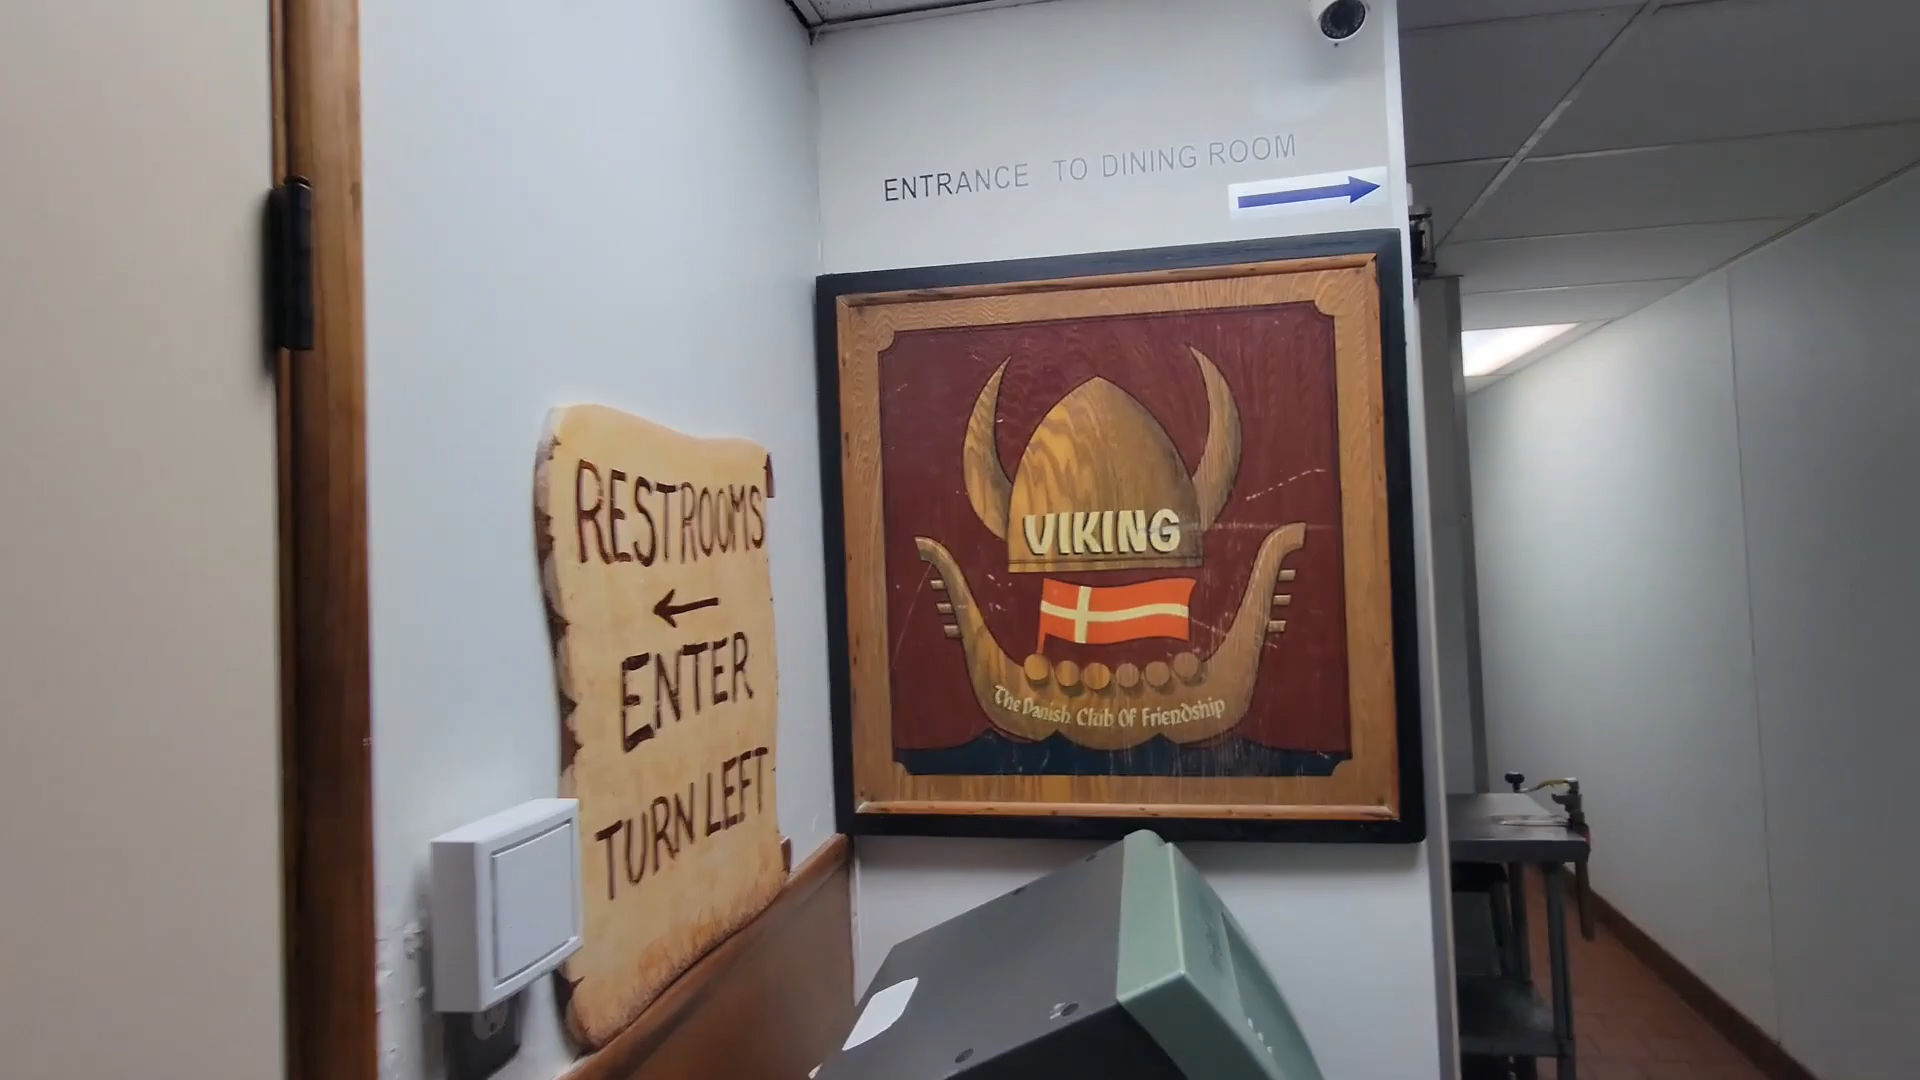 ENTRANCE TO DINING ROOM
RESTROOMS
ENTER
TURN LEFT
VIKING
The Danish Club Of Friendship